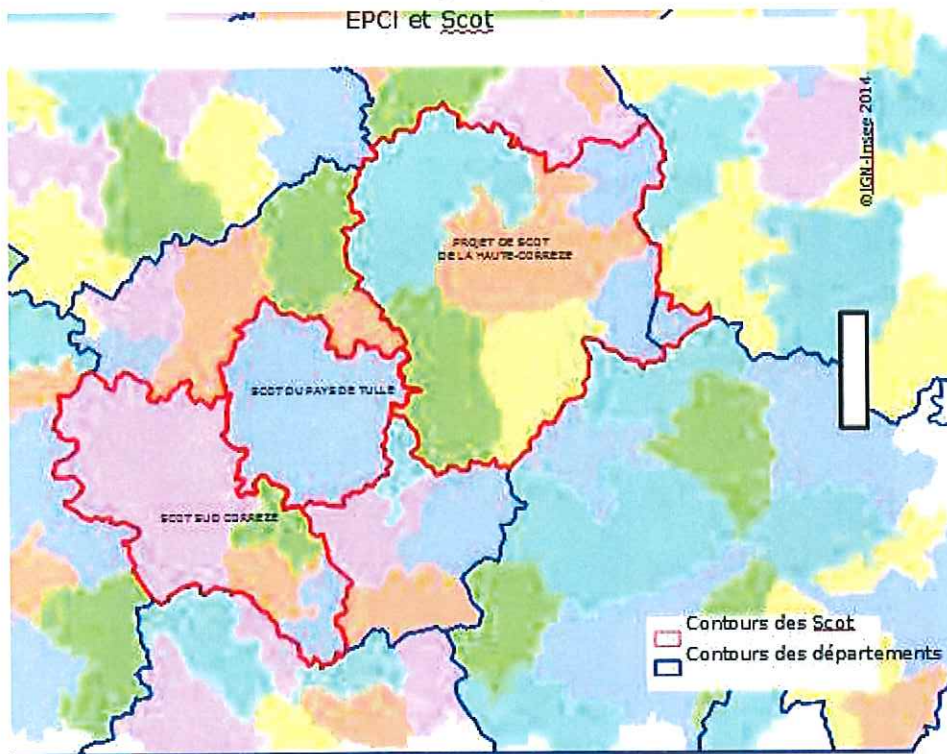 EPCI et Scot
©IGN-Insee 2014
PROJET DE SCOT
DE LA HAUTE-CORREZE
SCOT DU PAYS DE TULLE
SCOT SUD CORREZE
Contours des Scot
Contours des départements